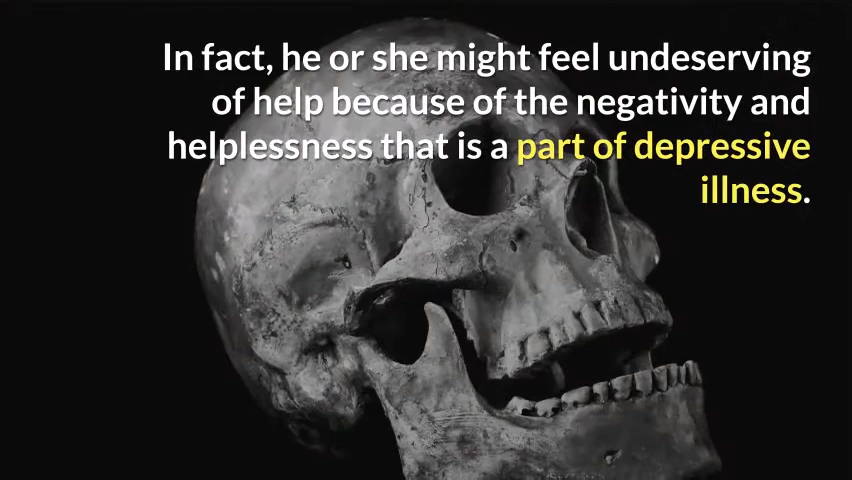 In fact, he or she might feel undeserving
of help because of the negativity and
helplessness that is a part of depressive
illness.